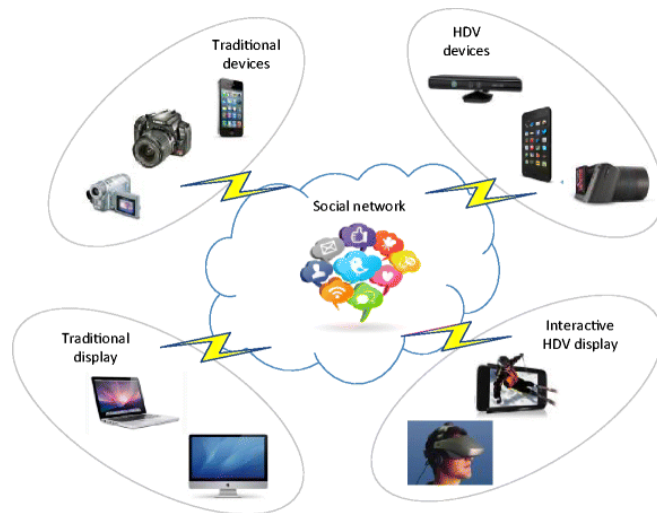 Traditional
devices
HDV
devices
Social network
Traditional
display
Interactive
HDV display